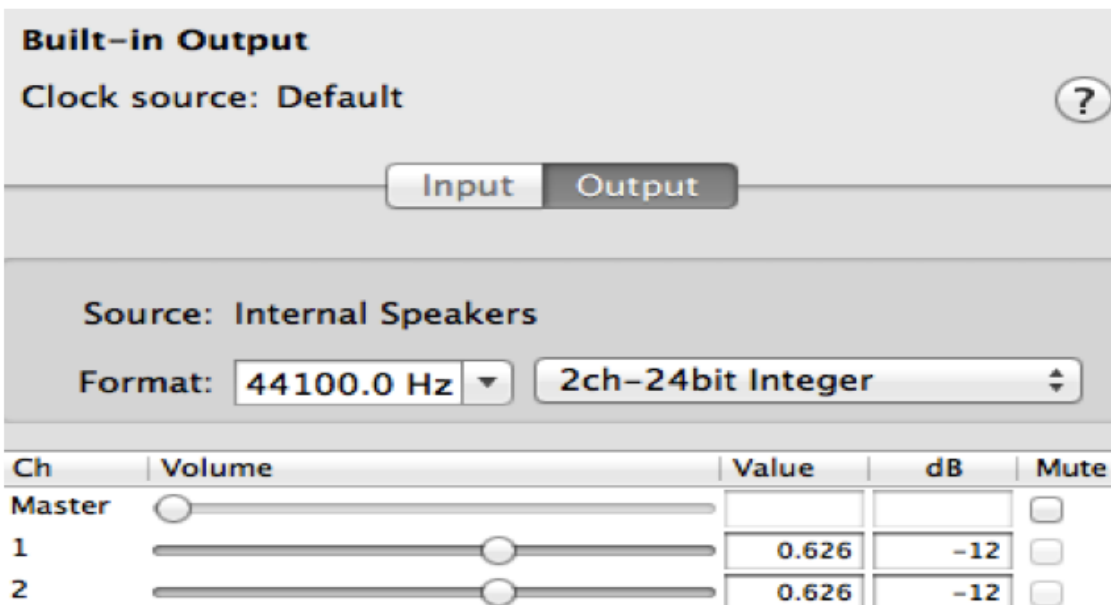 Built-in Output
Clock source: Default
?
Input Output
Source: Internal Speakers
Format: 44100.0 Hz 2ch-24bit Integer
Ch Volume Value dB Mute
Master
1 0.626 -12
2 0.626 -12